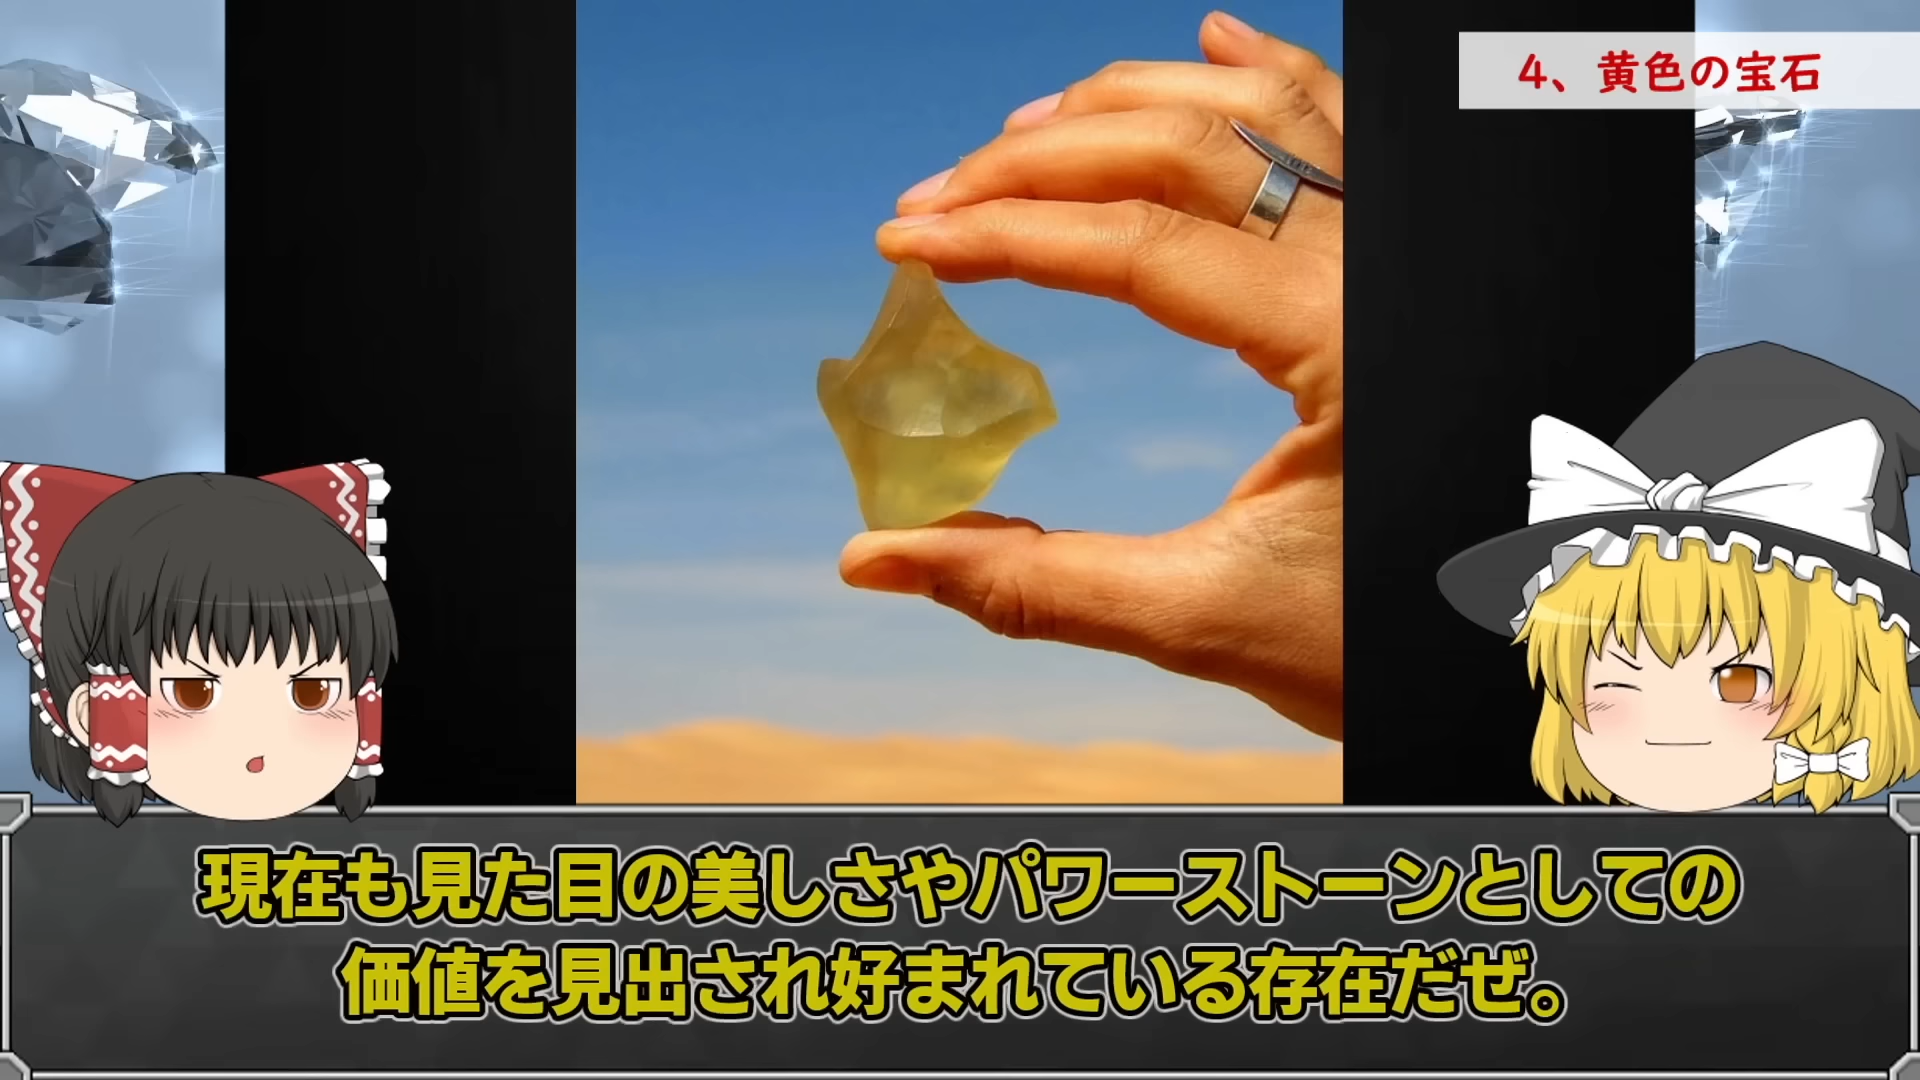 4、黄色の宝石
現在も見た目の美しさやパワーストーンとしての
価値を見出され好まれている存在だぜ。